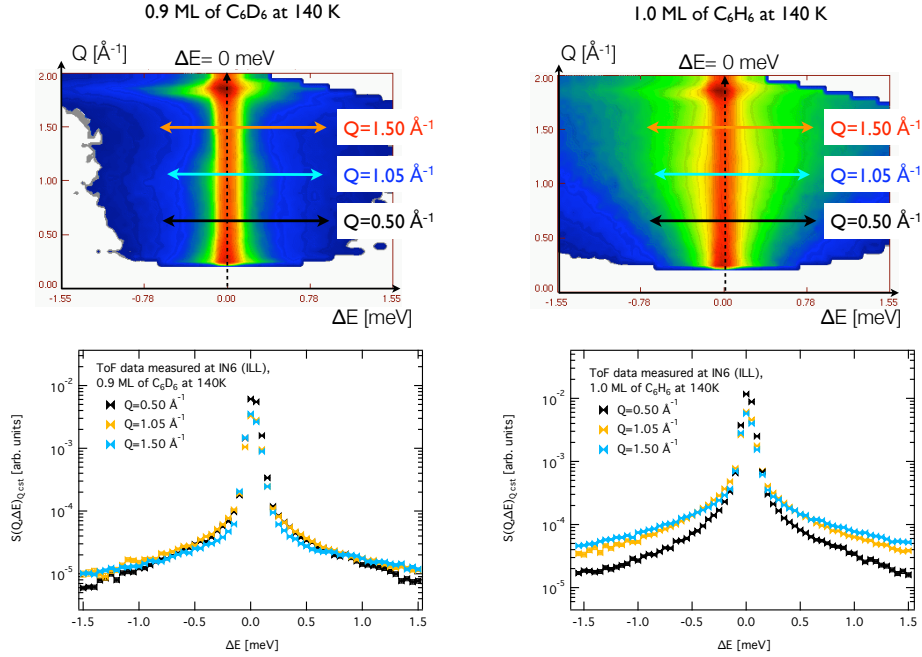 0.9 ML of C₆D₆ at 140 K
Q [Å⁻¹]
ΔE= 0 meV
2.00
1.50
1.00
0.50
0.00
Q=1.50 Å⁻¹
Q=1.05 Å⁻¹
Q=0.50 Å⁻¹
-1.55
-0.78
0.00
0.78
1.55
ΔE [meV]
1.0 ML of C₆H₆ at 140 K
Q [Å⁻¹]
ΔE= 0 meV
2.00
1.50
1.00
0.50
0.00
Q=1.50 Å⁻¹
Q=1.05 Å⁻¹
Q=0.50 Å⁻¹
-1.55
-0.78
0.00
0.78
1.55
ΔE [meV]
S(Q,ΔE)Q cst [arb. units]
10⁻²
10⁻³
10⁻⁴
10⁻⁵
ToF data measured at IN6 (ILL),
0.9 ML of C₆D₆ at 140K
Q=0.50 Å⁻¹
Q=1.05 Å⁻¹
Q=1.50 Å⁻¹
-1.5
-1.0
-0.5
0.0
0.5
1.0
1.5
ΔE [meV]
S(Q,ΔE)Q cst [arb. units]
10⁻²
10⁻³
10⁻⁴
10⁻⁵
ToF data measured at IN6 (ILL),
1.0 ML of C₆H₆ at 140K
Q=0.50 Å⁻¹
Q=1.05 Å⁻¹
Q=1.50 Å⁻¹
-1.5
-1.0
-0.5
0.0
0.5
1.0
1.5
ΔE [meV]